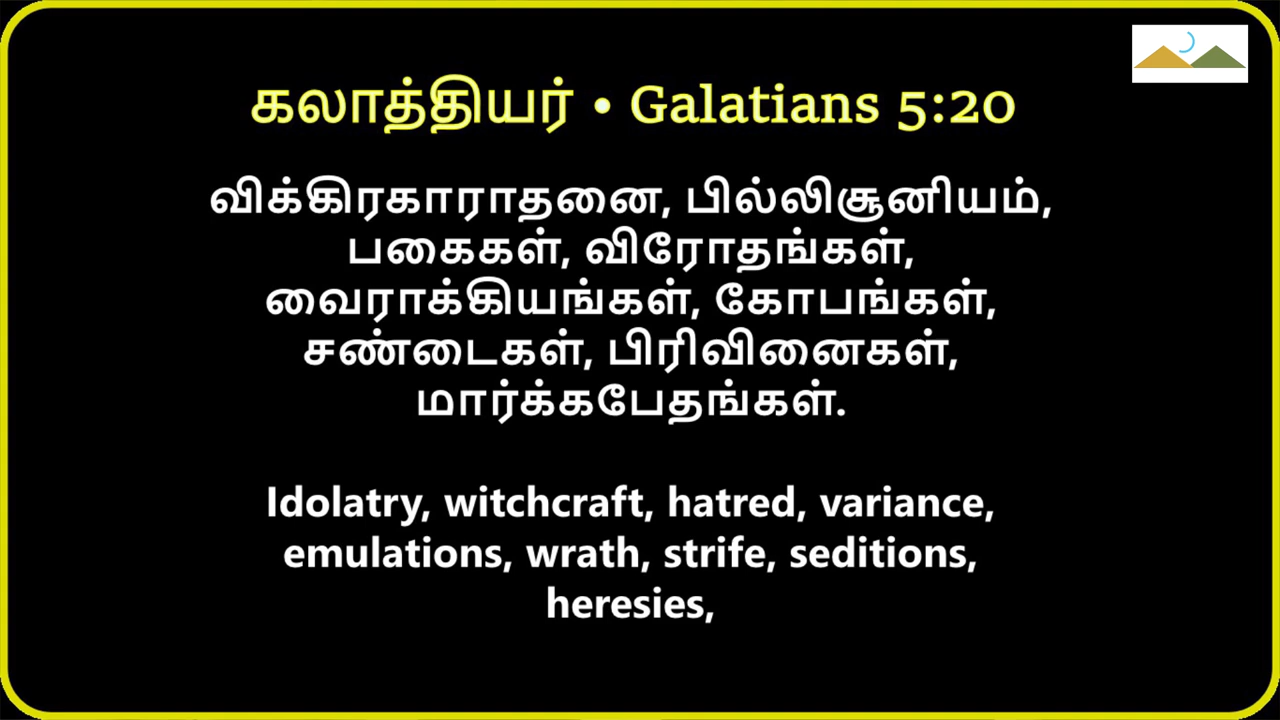 கலாத்தியர் • Galatians 5:20
விக்கிரகாராதனை, பில்லிசூனியம்,
பகைகள், விரோதங்கள்,
வைராக்கியங்கள், கோபங்கள்,
சண்டைகள், பிரிவினைகள்,
மார்க்கபேதங்கள்.
Idolatry, witchcraft, hatred, variance,
emulations, wrath, strife, seditions,
heresies,